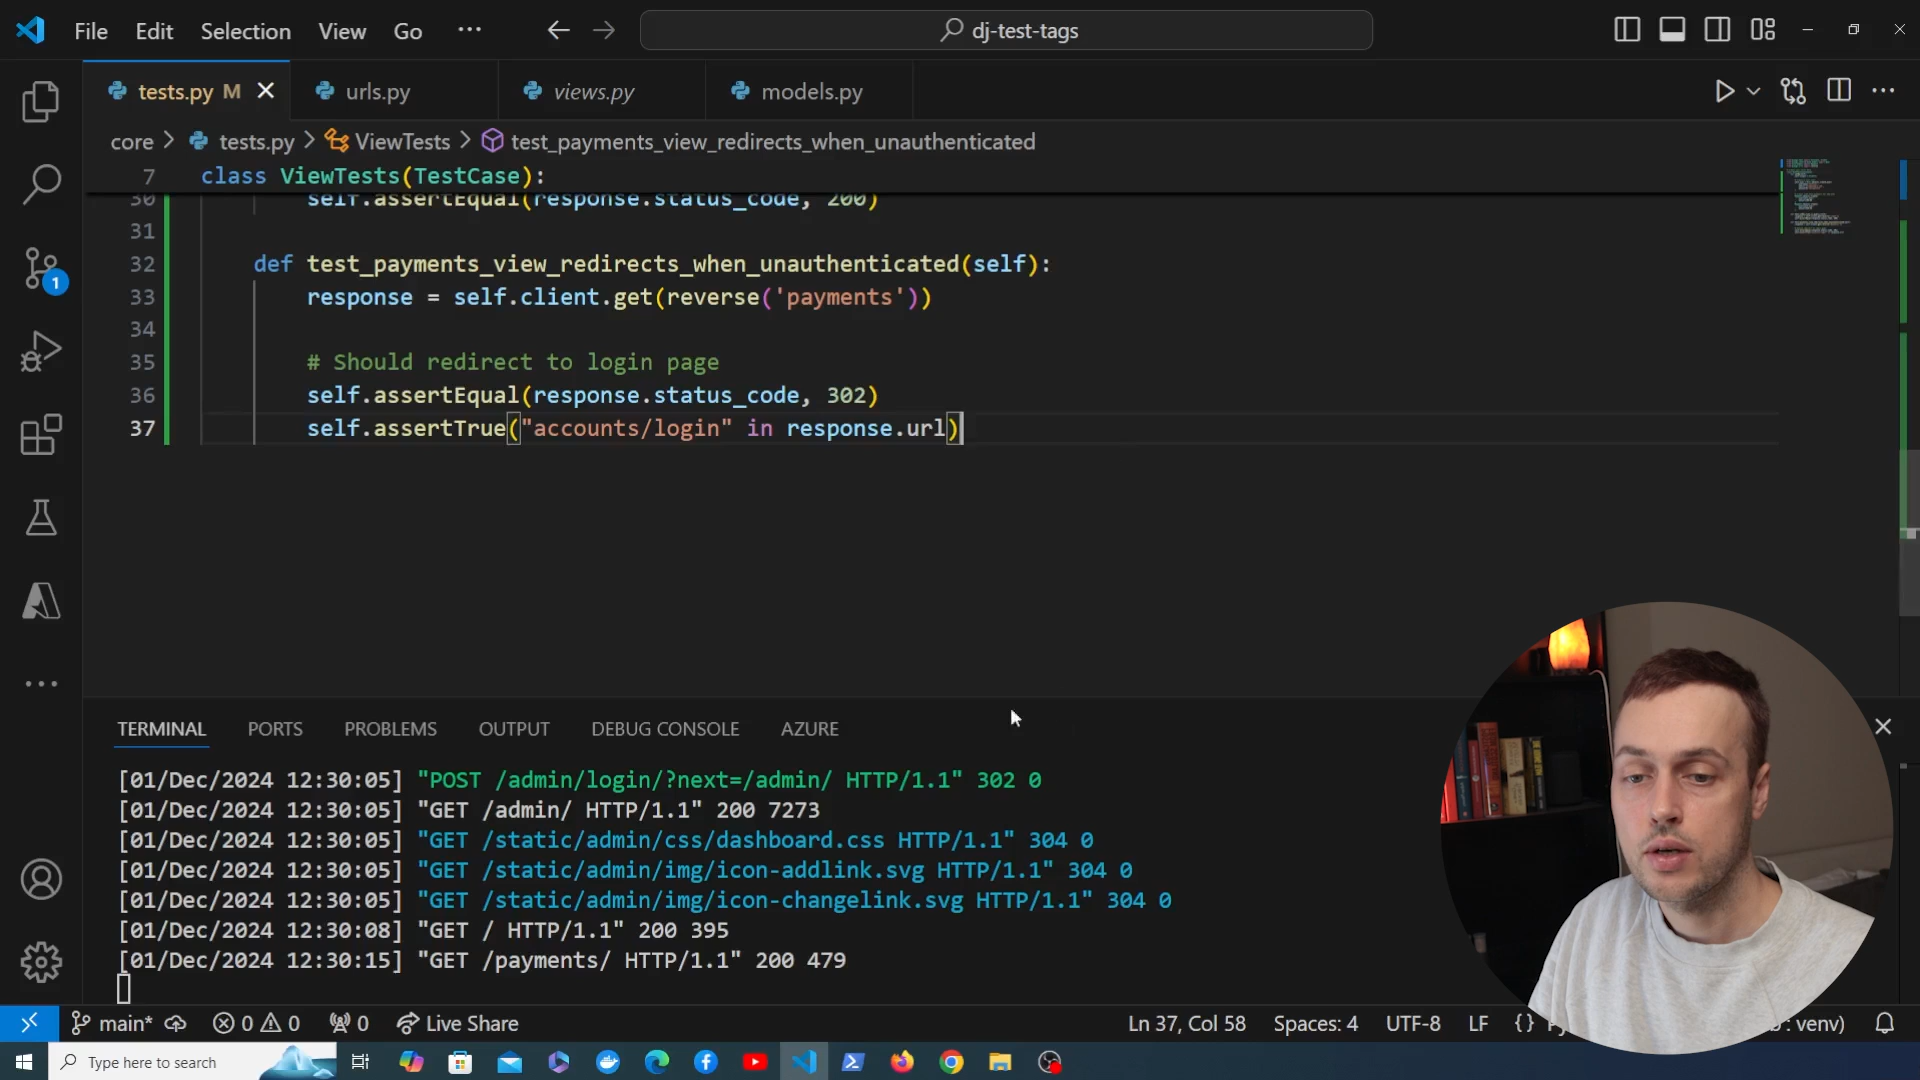 File Edit Selection View Go ··· dj-test-tags
tests.py M urls.py views.py models.py
core > tests.py > ViewTests > test_payments_view_redirects_when_unauthenticated
7 class ViewTests(TestCase):
30 self.assertEqual(response.status_code, 200)
31
32 def test_payments_view_redirects_when_unauthenticated(self):
33 response = self.client.get(reverse('payments'))
34
35 # Should redirect to login page
36 self.assertEqual(response.status_code, 302)
37 self.assertTrue("accounts/login" in response.url)
1
TERMINAL PORTS PROBLEMS OUTPUT DEBUG CONSOLE AZURE
[01/Dec/2024 12:30:05] "POST /admin/login/?next=/admin/ HTTP/1.1" 302 0
[01/Dec/2024 12:30:05] "GET /admin/ HTTP/1.1" 200 7273
[01/Dec/2024 12:30:05] "GET /static/admin/css/dashboard.css HTTP/1.1" 304 0
[01/Dec/2024 12:30:05] "GET /static/admin/img/icon-addlink.svg HTTP/1.1" 304 0
[01/Dec/2024 12:30:05] "GET /static/admin/img/icon-changelink.svg HTTP/1.1" 304 0
[01/Dec/2024 12:30:08] "GET / HTTP/1.1" 200 395
[01/Dec/2024 12:30:15] "GET /payments/ HTTP/1.1" 200 479
main* 0 0 0 Live Share Ln 37, Col 58 Spaces: 4 UTF-8 LF {} venv)
Type here to search